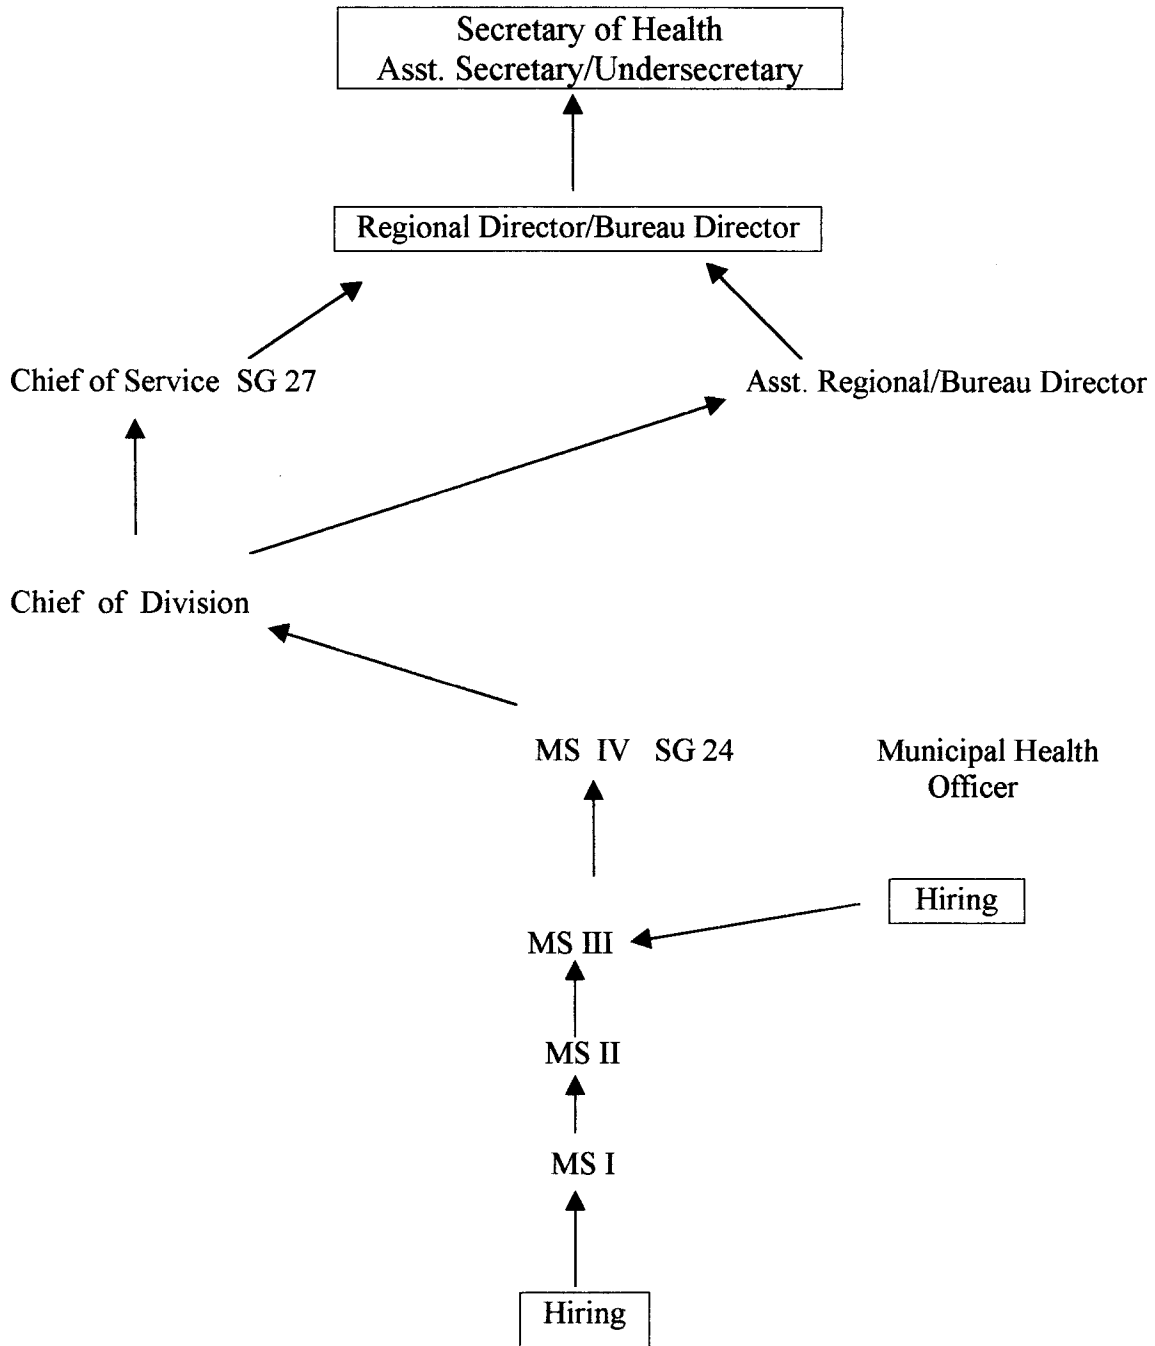 Secretary of Health
Asst. Secretary/Undersecretary
Regional Director/Bureau Director
Chief of Service SG 27
Asst. Regional/Bureau Director
Chief of Division
MS IV SG 24
Municipal Health
Officer
Hiring
MS III
MS II
MS I
Hiring